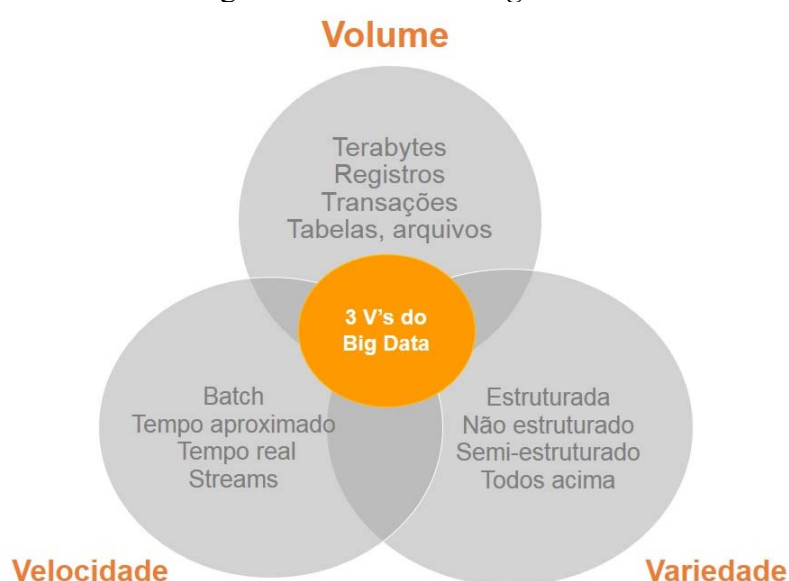 Volume
Terabytes
Registros
Transações
Tabelas, arquivos
3 V's do
Big Data
Batch
Tempo aproximado
Tempo real
Streams
Estruturada
Não estruturado
Semi-estruturado
Todos acima
Velocidade
Variedade